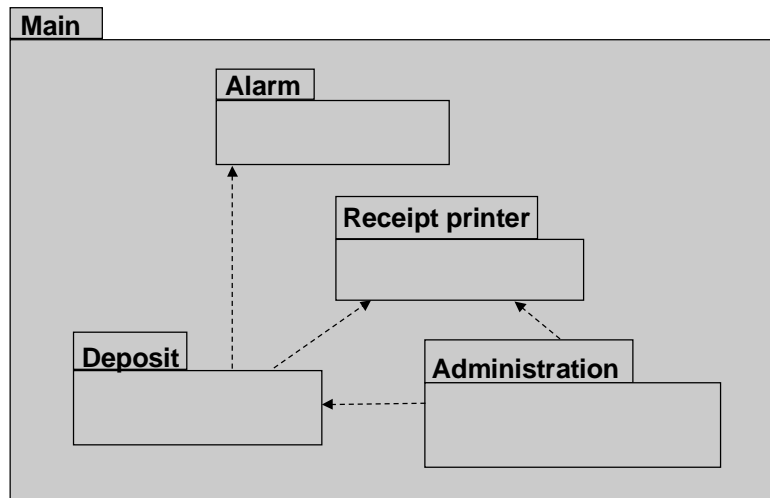 Main
Alarm
Receipt printer
Deposit
Administration